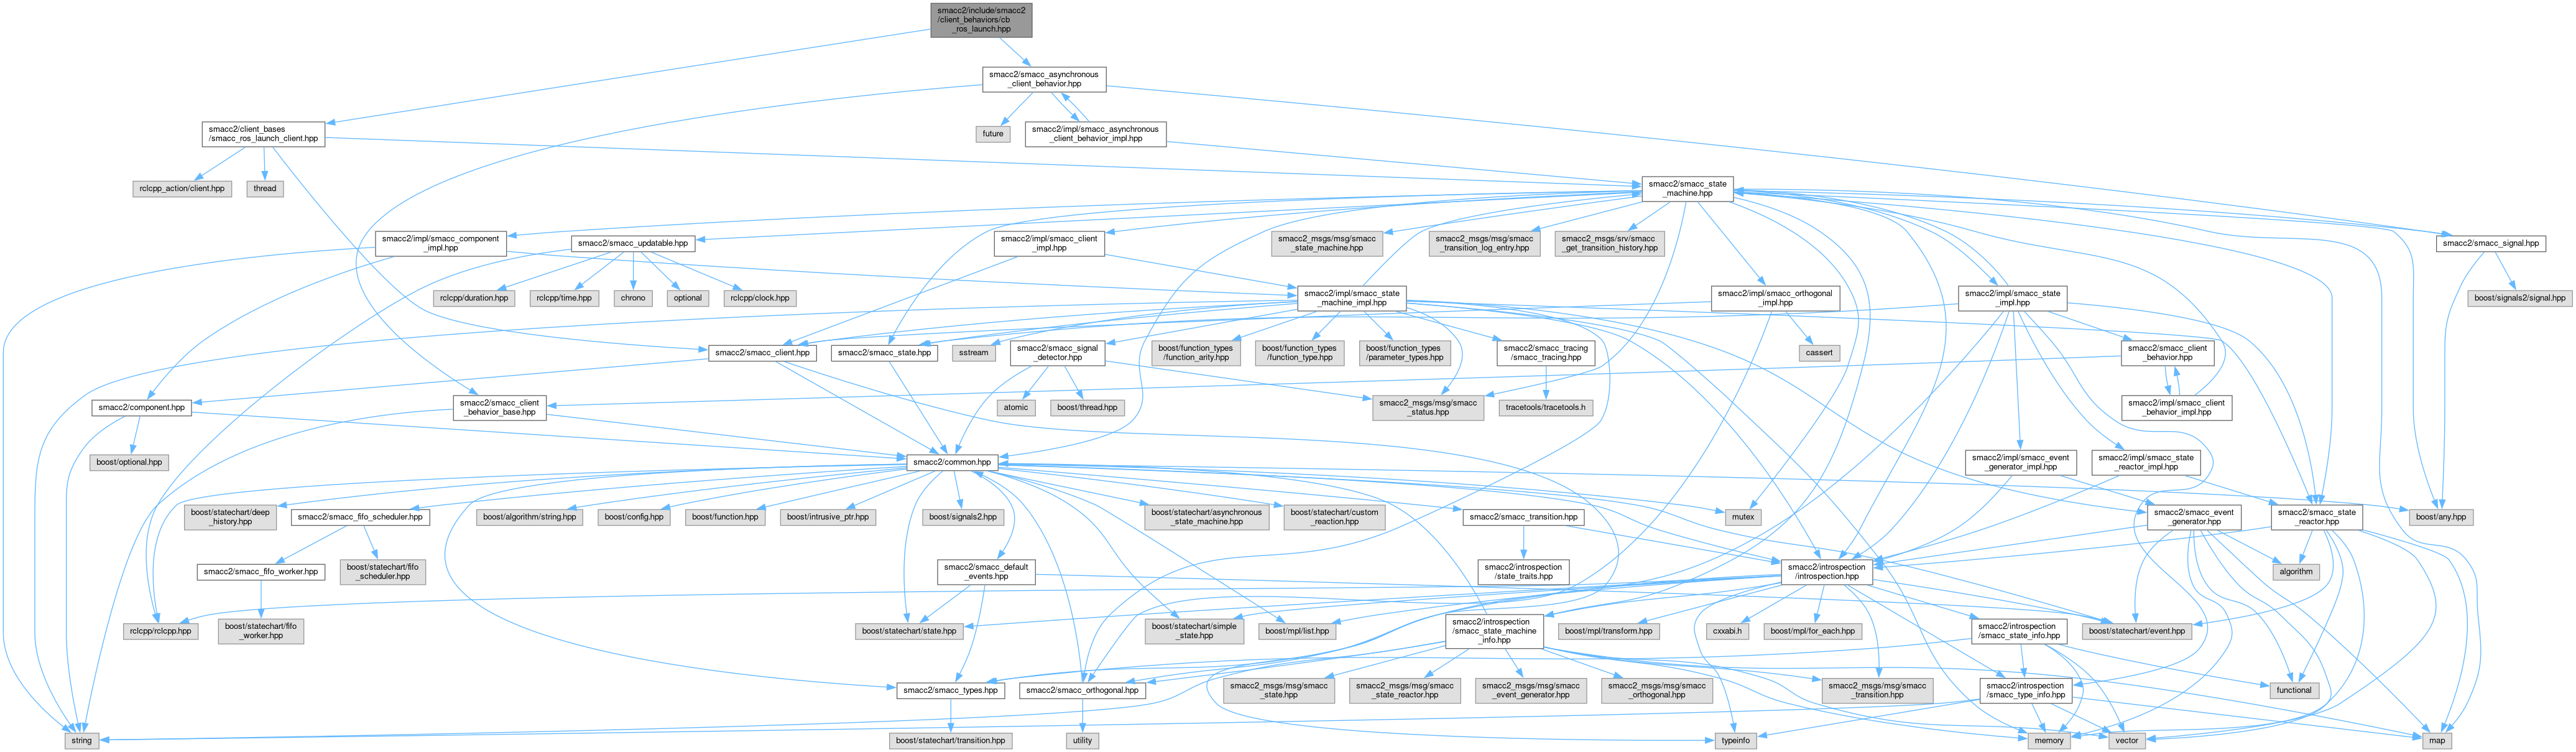 smacc2/include/smacc2
/client_behaviors/cb
_ros_launch.hpp
smacc2/smacc_asynchronous
_client_behavior.hpp
smacc2/client_bases
/smacc_ros_launch_client.hpp
future
smacc2/impl/smacc_asynchronous
_client_behavior_impl.hpp
rclcpp_action/client.hpp
thread
smacc2/smacc_state
_machine.hpp
smacc2/impl/smacc_component
_impl.hpp
smacc2/smacc_updatable.hpp
smacc2/impl/smacc_client
_impl.hpp
smacc2_msgs/msg/smacc
_state_machine.hpp
smacc2_msgs/msg/smacc
_transition_log_entry.hpp
smacc2_msgs/srv/smacc
_get_transition_history.hpp
smacc2/smacc_signal.hpp
rclcpp/duration.hpp
rclcpp/time.hpp
chrono
optional
rclcpp/clock.hpp
smacc2/impl/smacc_state
_machine_impl.hpp
smacc2/impl/smacc_orthogonal
_impl.hpp
smacc2/impl/smacc_state
_impl.hpp
boost/signals2/signal.hpp
smacc2/smacc_client.hpp
smacc2/smacc_state.hpp
sstream
smacc2/smacc_signal
_detector.hpp
boost/function_types
/function_arity.hpp
boost/function_types
/function_type.hpp
boost/function_types
/parameter_types.hpp
smacc2/smacc_tracing
/smacc_tracing.hpp
cassert
smacc2/smacc_client
_behavior.hpp
smacc2/component.hpp
smacc2/smacc_client
_behavior_base.hpp
atomic
boost/thread.hpp
smacc2_msgs/msg/smacc
_status.hpp
tracetools/tracetools.h
smacc2/impl/smacc_client
_behavior_impl.hpp
boost/optional.hpp
smacc2/common.hpp
smacc2/impl/smacc_event
_generator_impl.hpp
smacc2/impl/smacc_state
_reactor_impl.hpp
boost/statechart/deep
_history.hpp
smacc2/smacc_fifo_scheduler.hpp
boost/algorithm/string.hpp
boost/config.hpp
boost/function.hpp
boost/intrusive_ptr.hpp
boost/signals2.hpp
mutex
boost/statechart/asynchronous
_state_machine.hpp
boost/statechart/custom
_reaction.hpp
smacc2/smacc_transition.hpp
smacc2/smacc_event
_generator.hpp
smacc2/smacc_state
_reactor.hpp
boost/any.hpp
smacc2/smacc_fifo_worker.hpp
boost/statechart/fifo
_scheduler.hpp
smacc2/smacc_default
_events.hpp
smacc2/introspection
/state_traits.hpp
smacc2/introspection
/introspection.hpp
algorithm
rclcpp/rclcpp.hpp
boost/statechart/fifo
_worker.hpp
boost/statechart/state.hpp
boost/statechart/simple
_state.hpp
boost/mpl/list.hpp
smacc2/introspection
/smacc_state_machine
_info.hpp
boost/mpl/transform.hpp
cxxabi.h
boost/mpl/for_each.hpp
smacc2/introspection
/smacc_state_info.hpp
boost/statechart/event.hpp
smacc2/smacc_types.hpp
smacc2/smacc_orthogonal.hpp
smacc2_msgs/msg/smacc
_state.hpp
smacc2_msgs/msg/smacc
_state_reactor.hpp
smacc2_msgs/msg/smacc
_event_generator.hpp
smacc2_msgs/msg/smacc
_orthogonal.hpp
smacc2_msgs/msg/smacc
_transition.hpp
smacc2/introspection
/smacc_type_info.hpp
functional
string
boost/statechart/transition.hpp
utility
typeinfo
memory
vector
map